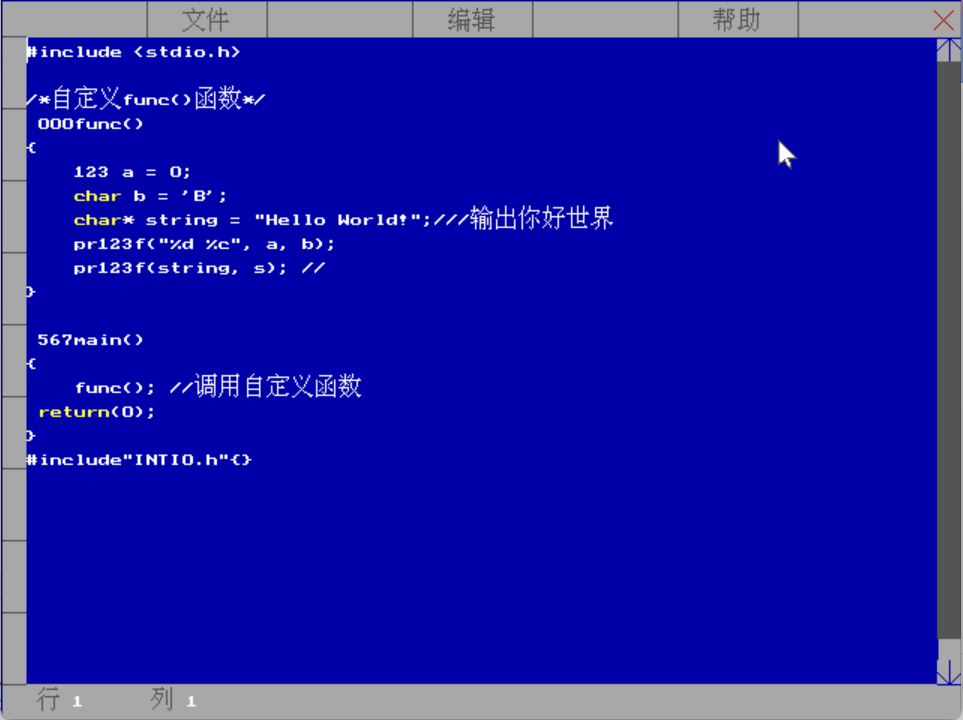 文件 编辑 帮助
#include <stdio.h>
/*自定义func()函数*/
000func()
{
123 a = 0;
char b = 'B';
char* string = "Hello World!";///输出你好世界
pr123f("%d %c", a, b);
pr123f(string, s); //
}
567main()
{
func(); //调用自定义函数
return(0);
}
#include"INTIO.h"{}
行 1 列 1